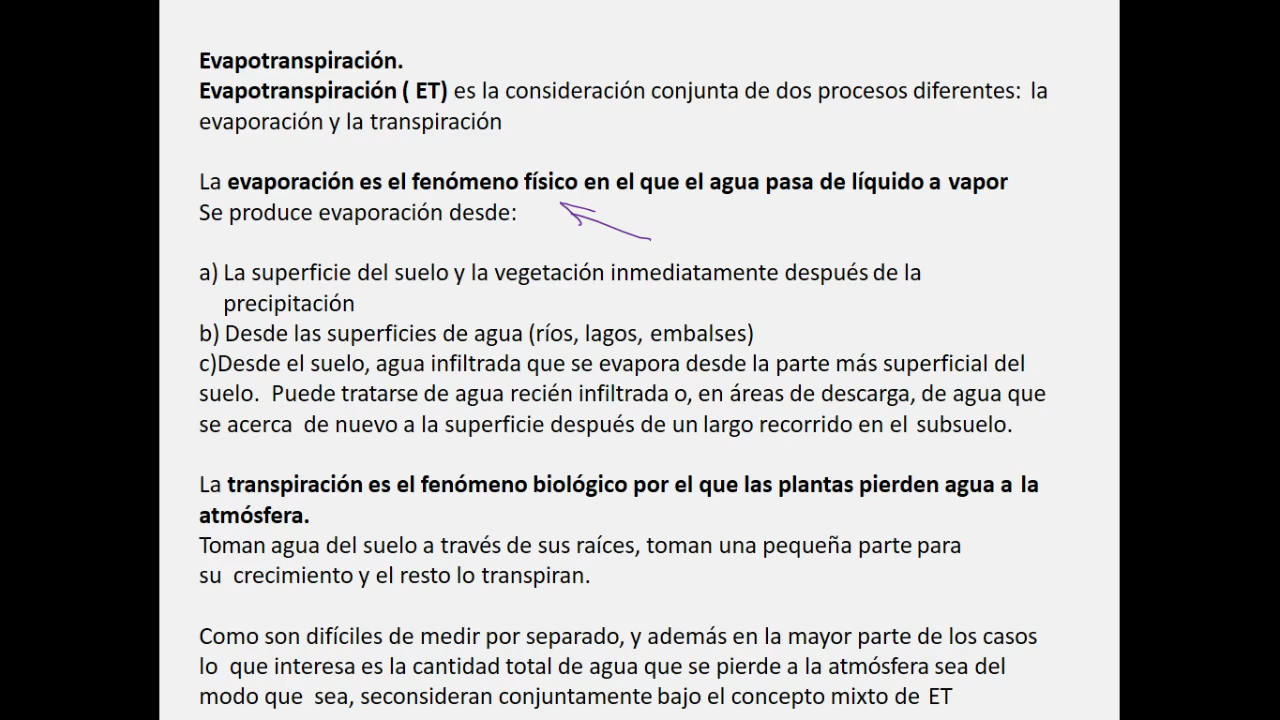 Evapotranspiración.
Evapotranspiración ( ET) es la consideración conjunta de dos procesos diferentes: la
evaporación y la transpiración
La evaporación es el fenómeno físico en el que el agua pasa de líquido a vapor
Se produce evaporación desde:
a) La superficie del suelo y la vegetación inmediatamente después de la
precipitación
b) Desde las superficies de agua (ríos, lagos, embalses)
c)Desde el suelo, agua infiltrada que se evapora desde la parte más superficial del
suelo. Puede tratarse de agua recién infiltrada o, en áreas de descarga, de agua que
se acerca de nuevo a la superficie después de un largo recorrido en el subsuelo.
La transpiración es el fenómeno biológico por el que las plantas pierden agua a la
atmósfera.
Toman agua del suelo a través de sus raíces, toman una pequeña parte para
su crecimiento y el resto lo transpiran.
Como son difíciles de medir por separado, y además en la mayor parte de los casos
lo que interesa es la cantidad total de agua que se pierde a la atmósfera sea del
modo que sea, seconsideran conjuntamente bajo el concepto mixto de ET